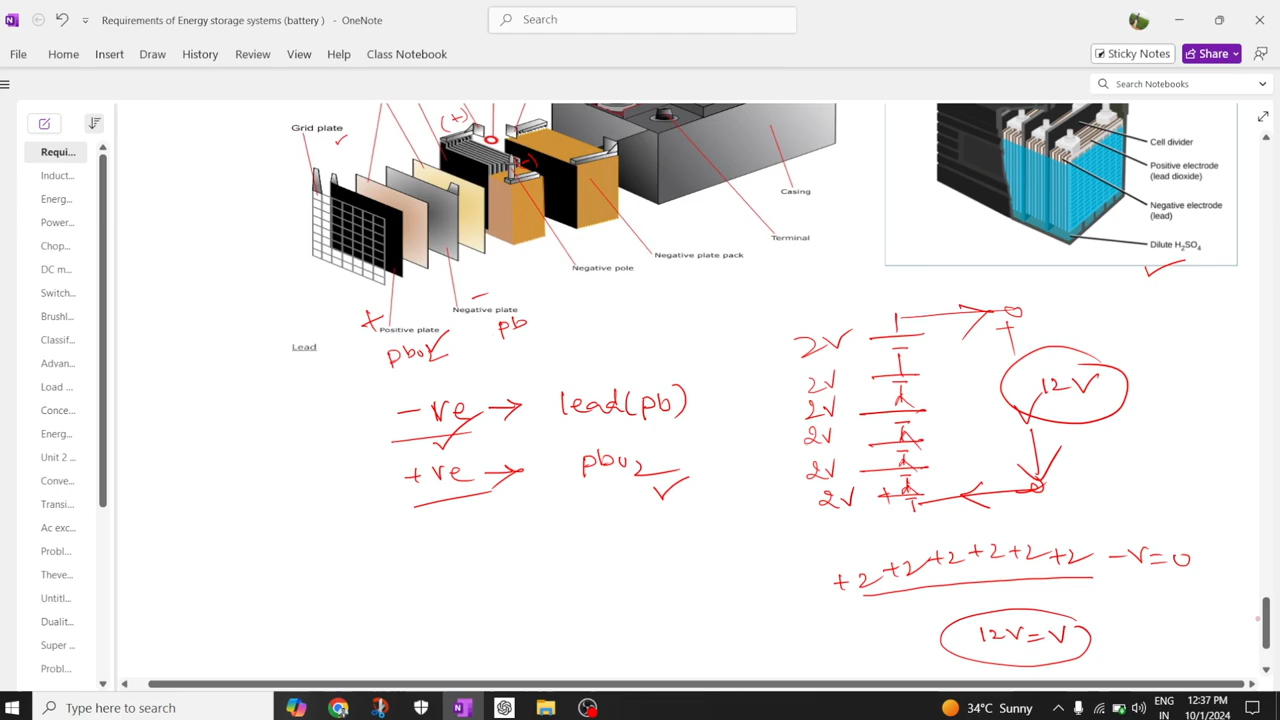 Requirements of Energy storage systems (battery ) - OneNote
Search
File Home Insert Draw History Review View Help Class Notebook
Sticky Notes
Share
Search Notebooks
Requi...
Induct
Energ...
Power...
Chop...
DC m...
Switch...
Brushl...
Classif...
Advan...
Load ...
Conce...
Energ...
Unit 2 ...
Conve...
Transi...
Ac exc...
Probl...
Theve...
Untitl...
Dualit...
Super ...
Probl...
Grid plate
(+)
(-)
Negative pole
Negative plate pack
Casing
Terminal
Negative plate
-
pb
+
Positive plate
pbo2
Lead
Cell divider
Positive electrode
(lead dioxide)
Negative electrode
(lead)
Dilute H2SO4
-ve → lead(pb)
+ve → pbo2
2V
2V
2V
2V
2V
2V
+
12V
+2+2+2+2+2+2 -V=0
12V=V
Type here to search
34°C Sunny
ENG
IN
12:37 PM
10/1/2024